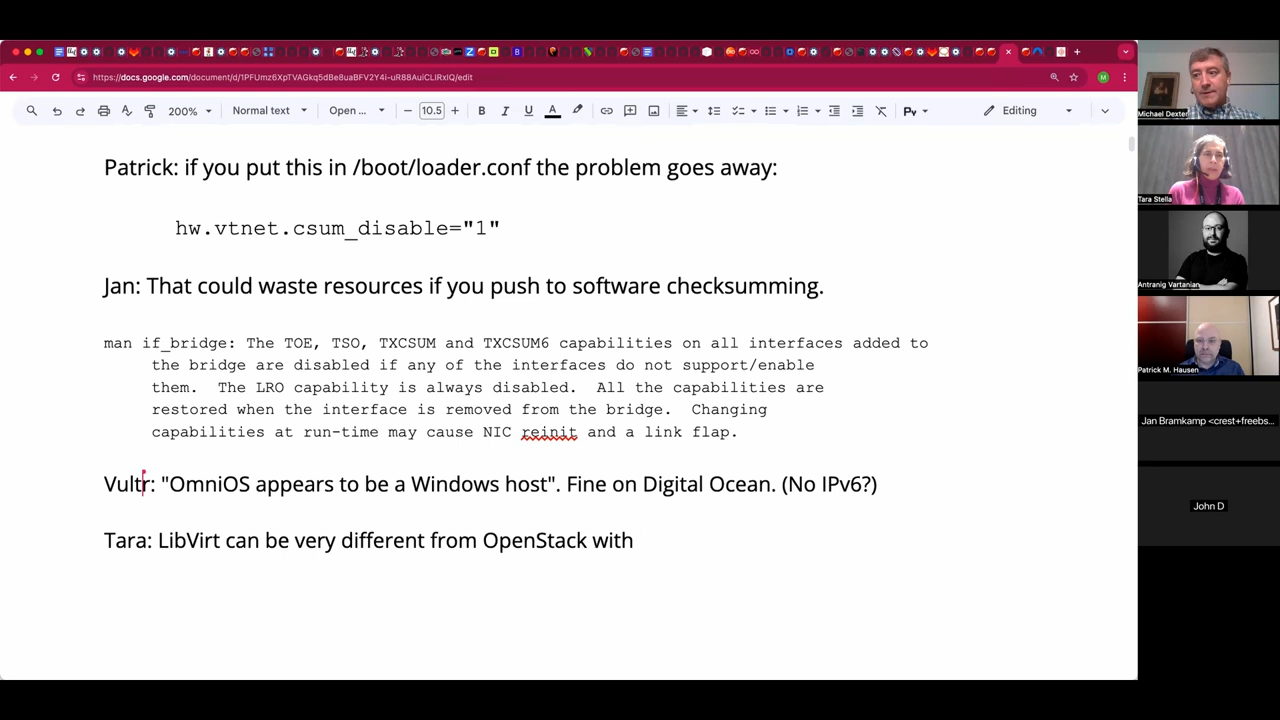 https://docs.google.com/document/d/1PFUmz6XpTVAGkq5dBe8uaBFV2Y4i-uR88AuiCLIRxIQ/edit
200%
Normal text
Open ...
10.5
Editing
Patrick: if you put this in /boot/loader.conf the problem goes away:
hw.vtnet.csum_disable="1"
Jan: That could waste resources if you push to software checksumming.
man if_bridge: The TOE, TSO, TXCSUM and TXCSUM6 capabilities on all interfaces added to
the bridge are disabled if any of the interfaces do not support/enable
them. The LRO capability is always disabled. All the capabilities are
restored when the interface is removed from the bridge. Changing
capabilities at run-time may cause NIC reinit and a link flap.
Vultr: "OmniOS appears to be a Windows host". Fine on Digital Ocean. (No IPv6?)
Tara: LibVirt can be very different from OpenStack with
Michael Dexter
Tara Stella
Antranig Vartanian
Patrick M. Hausen
Jan Bramkamp <crest+freebs...
John D